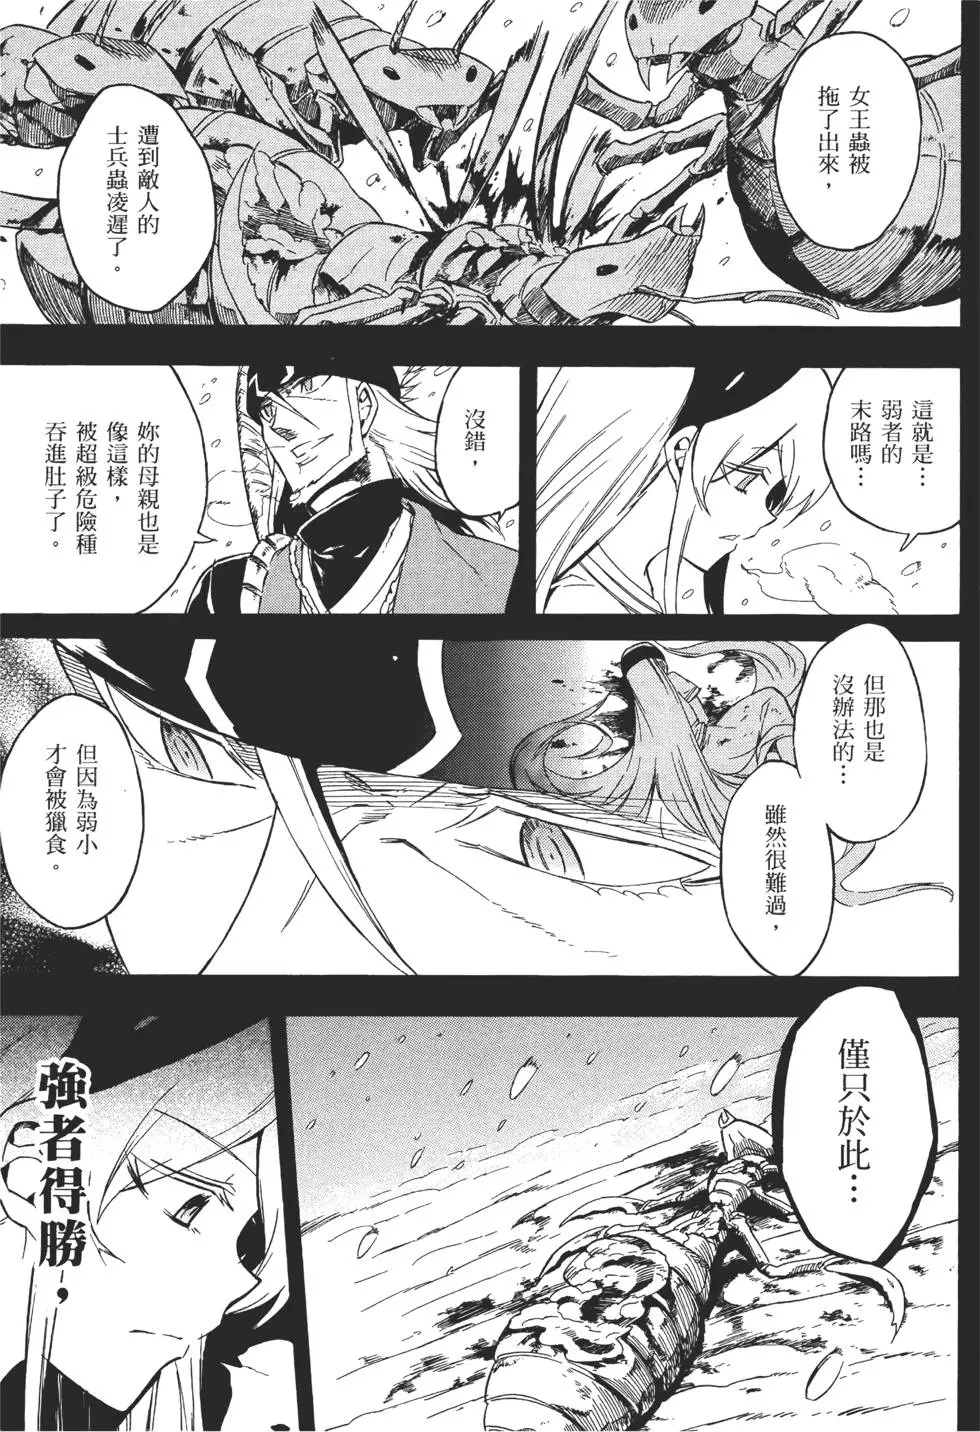 女王蟲被
拖了出來，
遭到敵人的
士兵蟲凌遲了。
這就是…
弱者的
末路嗎…
沒錯，
妳的母親也是
像這樣，
被超級危險種
吞進肚子了。
但那也是
沒辦法的…
雖然很難過，
但因為弱小
才會被獵食。
僅只於此…
強者得勝，